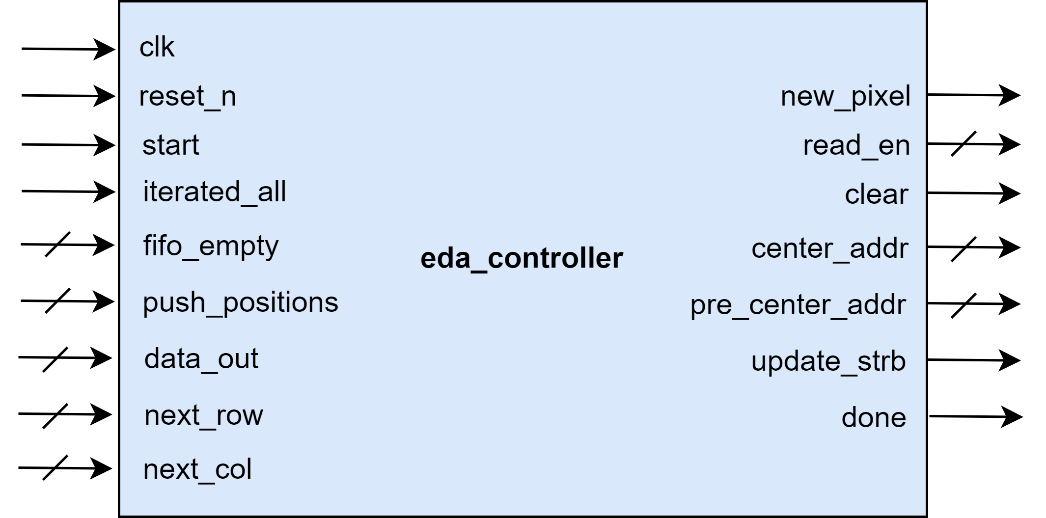 clk
reset_n
start
iterated_all
fifo_empty
push_positions
data_out
next_row
next_col
eda_controller
new_pixel
read_en
clear
center_addr
pre_center_addr
update_strb
done